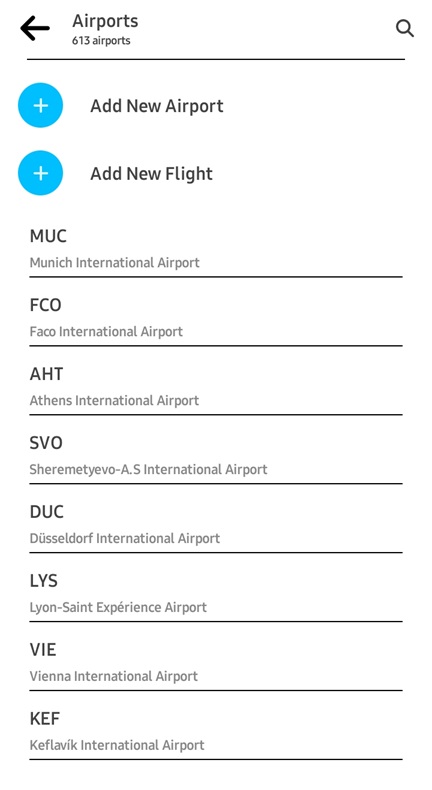 Airports
613 airports
Add New Airport
Add New Flight
MUC
Munich International Airport
FCO
Faco International Airport
AHT
Athens International Airport
SVO
Sheremetyevo-A.S International Airport
DUC
Düsseldorf International Airport
LYS
Lyon-Saint Expérience Airport
VIE
Vienna International Airport
KEF
Keflavík International Airport